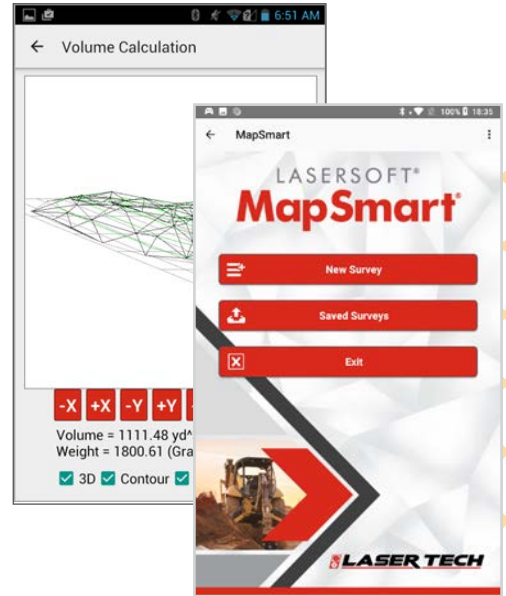 6:51 AM
Volume Calculation
100% 18:35
MapSmart
LASERSOFT®
MapSmart®
New Survey
Saved Surveys
Exit
-X +X -Y +Y
Volume = 1111.48 yd^
Weight = 1800.61 (Gra
3D Contour
LASER TECH